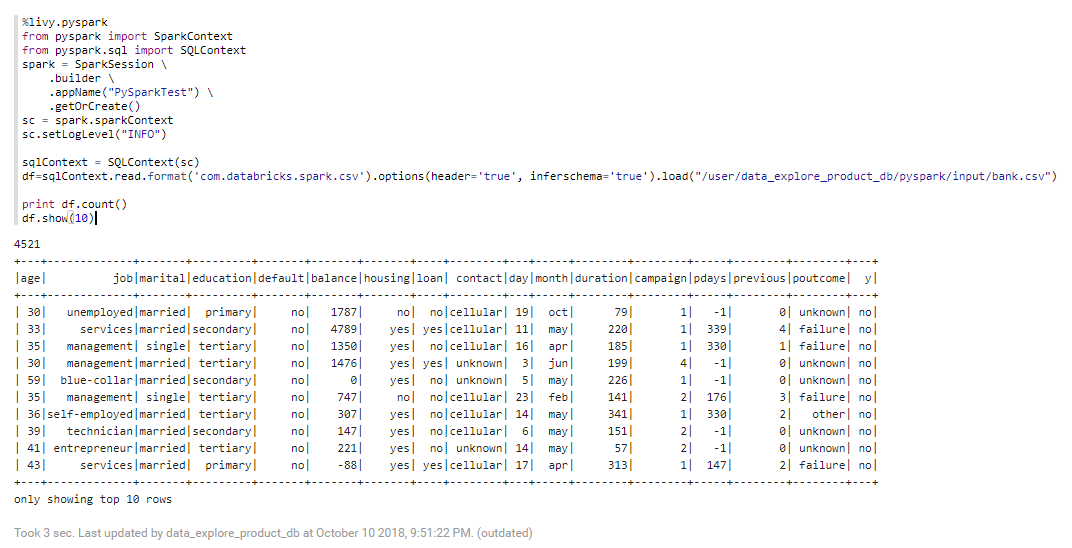 %livy.pyspark
from pyspark import SparkContext
from pyspark.sql import SQLContext
spark = SparkSession \
    .builder \
    .appName("PySparkTest") \
    .getOrCreate()
sc = spark.sparkContext
sc.setLogLevel("INFO")

sqlContext = SQLContext(sc)
df=sqlContext.read.format('com.databricks.spark.csv').options(header='true', inferschema='true').load("/user/data_explore_product_db/pyspark/input/bank.csv")

print df.count()
df.show(10)
4521
+---+-------------+-------+---------+-------+-------+-------+----+--------+---+-----+--------+--------+-----+--------+--------+---+
|age|          job|marital|education|default|balance|housing|loan| contact|day|month|duration|campaign|pdays|previous|poutcome|  y|
+---+-------------+-------+---------+-------+-------+-------+----+--------+---+-----+--------+--------+-----+--------+--------+---+
| 30|   unemployed|married|  primary|     no|   1787|     no|  no|cellular| 19|  oct|      79|       1|   -1|       0| unknown| no|
| 33|     services|married|secondary|     no|   4789|    yes| yes|cellular| 11|  may|     220|       1|  339|       4| failure| no|
| 35|   management| single| tertiary|     no|   1350|    yes|  no|cellular| 16|  apr|     185|       1|  330|       1| failure| no|
| 30|   management|married| tertiary|     no|   1476|    yes| yes| unknown|  3|  jun|     199|       4|   -1|       0| unknown| no|
| 59|  blue-collar|married|secondary|     no|      0|    yes|  no| unknown|  5|  may|     226|       1|   -1|       0| unknown| no|
| 35|   management| single| tertiary|     no|    747|     no|  no|cellular| 23|  feb|     141|       2|  176|       3| failure| no|
| 36|self-employed|married| tertiary|     no|    307|    yes|  no|cellular| 14|  may|     341|       1|  330|       2|   other| no|
| 39|   technician|married|secondary|     no|    147|    yes|  no|cellular|  6|  may|     151|       2|   -1|       0| unknown| no|
| 41| entrepreneur|married| tertiary|     no|    221|    yes|  no| unknown| 14|  may|      57|       2|   -1|       0| unknown| no|
| 43|     services|married|  primary|     no|    -88|    yes| yes|cellular| 17|  apr|     313|       1|  147|       2| failure| no|
+---+-------------+-------+---------+-------+-------+-------+----+--------+---+-----+--------+--------+-----+--------+--------+---+
only showing top 10 rows
Took 3 sec. Last updated by data_explore_product_db at October 10 2018, 9:51:22 PM. (outdated)